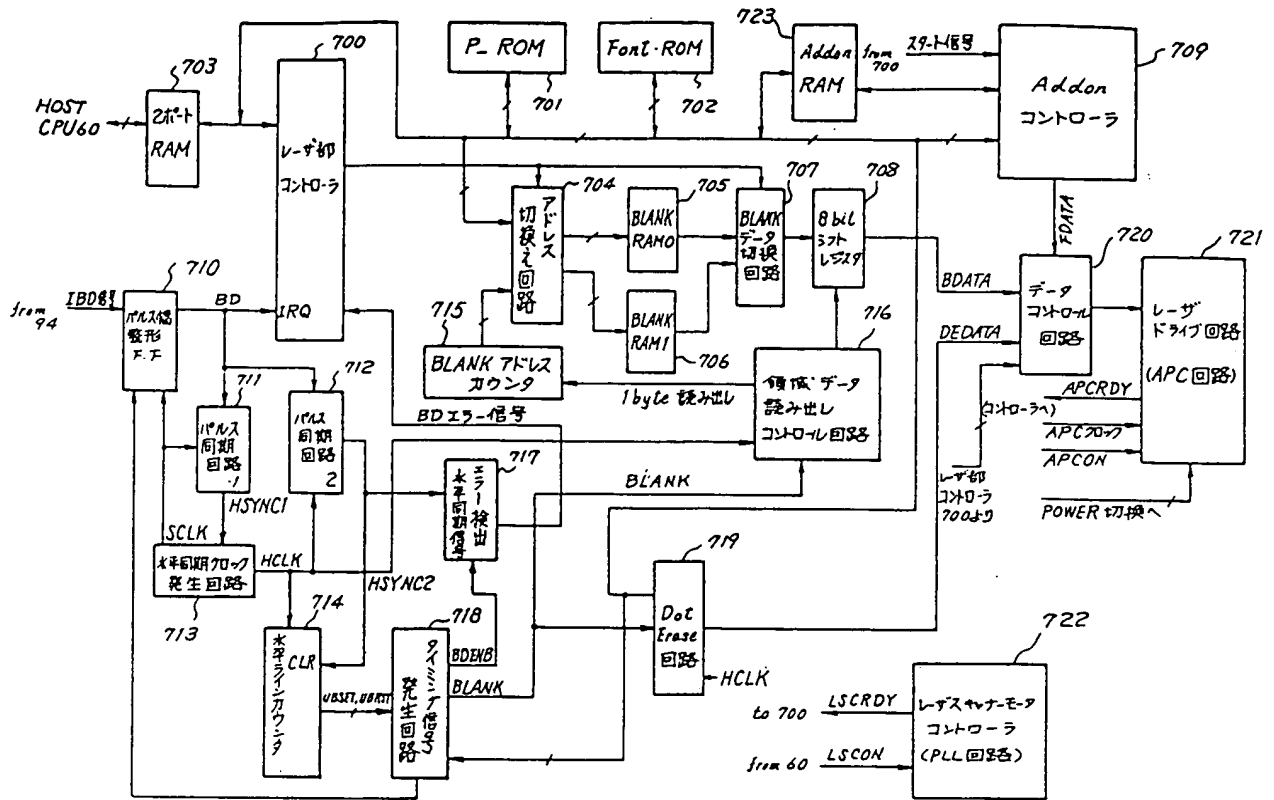 700
P_ROM
701
Font・ROM
702
723
Addon
RAM
from
700
スタート信号
709
Addon
コントローラ
HOST
CPU60
703
2ポート
RAM
レーザ部
コントローラ
IRQ
704
アドレス
切換え回路
705
BLANK
RAM0
BLANK
RAM1
706
707
BLANK
データ
切換
回路
708
8bit
シフト
レジスタ
FDATA
720
データ
コントロール
回路
721
レーザ
ドライブ回路
(APC回路)
BDATA
DEDATA
APCRDY
(コントローラへ)
APCクロック
APCON
レーザ部
コントローラ
700より
POWER切換へ
from
94
IBD信号
710
パルス幅
整形
F.F
BD
711
パルス
同期
回路
1
712
パルス
同期
回路
2
HSYNC1
SCLK
水平同期クロック
発生回路
713
HCLK
HSYNC2
715
BLANKアドレス
カウンタ
1byte 読み出し
716
領域データ
読み出し
コントロール回路
BDエラー信号
717
エラー検出
水平同期信号
BLANK
714
水平ラインカウンタ
CLR
718
タイミング信号
発生回路
BDENB
BLANK
719
Dot
Erase
回路
HCLK
722
レーザスキャナーモータ
コントローラ
(PLL回路)
to 700
LSCRDY
from 60
LSCON